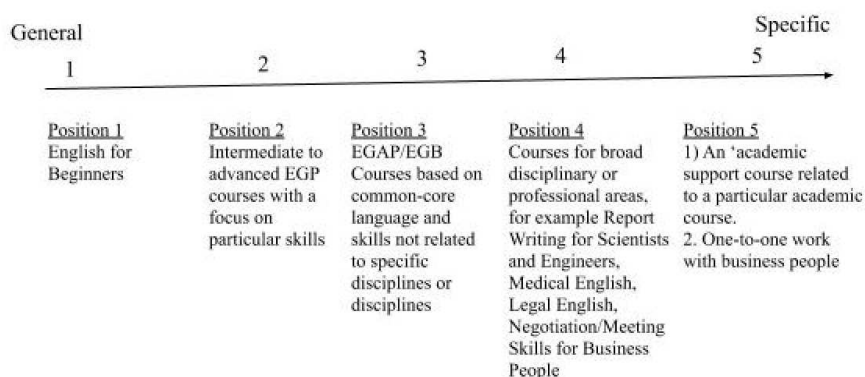 General
Specific
1
2
3
4
5
Position 1
English for
Beginners
Position 2
Intermediate to
advanced EGP
courses with a
focus on
particular skills
Position 3
EGAP/EGB
Courses based on
common-core
language and
skills not related
to specific
disciplines or
disciplines
Position 4
Courses for broad
disciplinary or
professional areas,
for example Report
Writing for Scientists
and Engineers,
Medical English,
Legal English,
Negotiation/Meeting
Skills for Business
People
Position 5
1) An ‘academic
support course related
to a particular academic
course.
2. One-to-one work
with business people